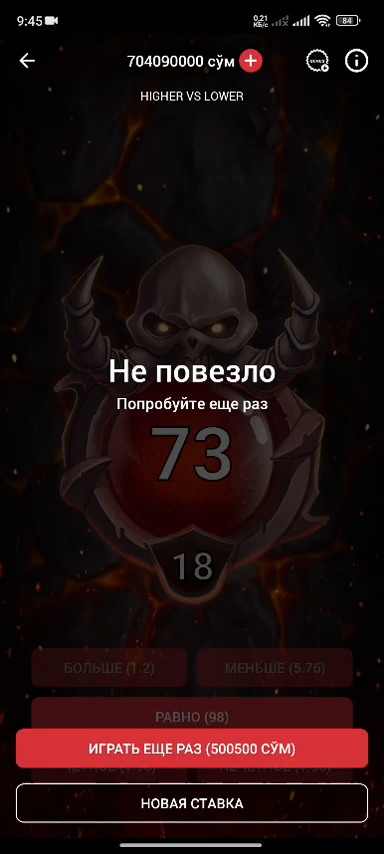 9:45
0,21 КБ/с
84
704090000 сўм
BONUS
HIGHER VS LOWER
Не повезло
Попробуйте еще раз
73
18
БОЛЬШЕ (1.2) МЕНЬШЕ (5.76)
РАВНО (98)
ИГРАТЬ ЕЩЕ РАЗ (500500 СЎМ)
НОВАЯ СТАВКА